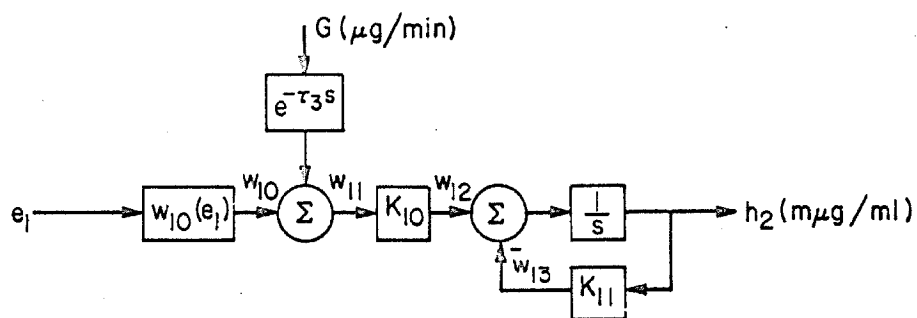 G (μg/min)
e^{-τ₃s}
e₁
w₁₀(e₁)
w₁₀
Σ
w₁₁
K₁₀
w₁₂
Σ
1/s
h₂ (mμg/ml)
-w₁₃
K₁₁